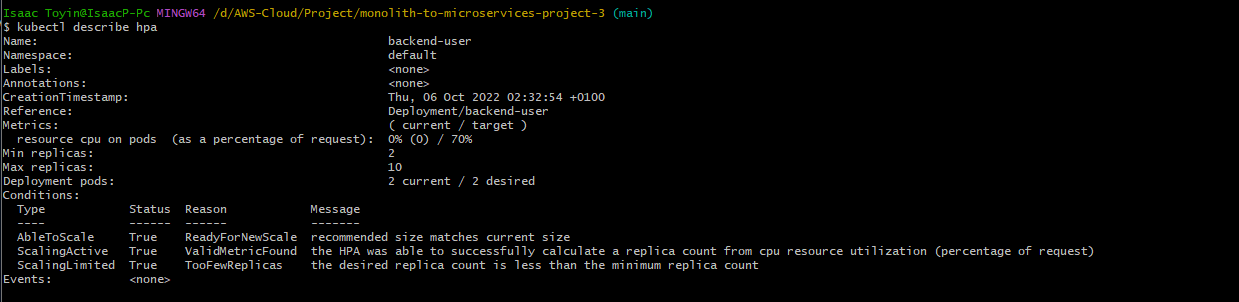 Isaac Toyin@IsaacP-Pc MINGW64 /d/AWS-Cloud/Project/monolith-to-microservices-project-3 (main)
$ kubectl describe hpa
Name: backend-user
Namespace: default
Labels: <none>
Annotations: <none>
CreationTimestamp: Thu, 06 Oct 2022 02:32:54 +0100
Reference: Deployment/backend-user
Metrics: ( current / target )
  resource cpu on pods  (as a percentage of request): 0% (0) / 70%
Min replicas: 2
Max replicas: 10
Deployment pods: 2 current / 2 desired
Conditions:
  Type Status Reason Message
  ---- ------ ------ -------
  AbleToScale True ReadyForNewScale recommended size matches current size
  ScalingActive True ValidMetricFound the HPA was able to successfully calculate a replica count from cpu resource utilization (percentage of request)
  ScalingLimited True TooFewReplicas the desired replica count is less than the minimum replica count
Events: <none>